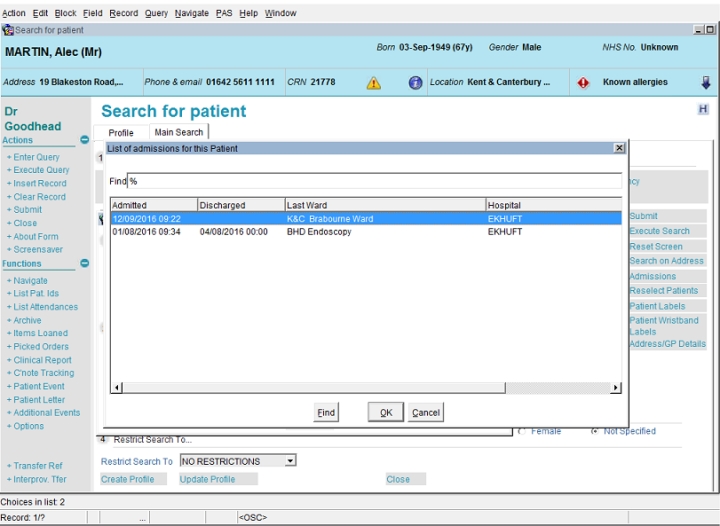 Action Edit Block Field Record Query Navigate PAS Help Window
Search for patient
MARTIN, Alec (Mr)
Born 03-Sep-1949 (67y) Gender Male NHS No. Unknown
Address 19 Blakeston Road,... Phone & email 01642 5611 1111 CRN 21778 Location Kent & Canterbury ... Known allergies
Dr Goodhead
Actions
+ Enter Query
+ Execute Query
+ Insert Record
+ Clear Record
+ Submit
+ Close
+ About Form
+ Screensaver
Functions
+ Navigate
+ List Pat. Ids
+ List Attendances
+ Archive
+ Items Loaned
+ Picked Orders
+ Clinical Report
+ C'note Tracking
+ Patient Event
+ Patient Letter
+ Additional Events
+ Options
+ Transfer Ref
+ Interprov. Tfer
Search for patient
H
Profile Main Search
1
List of admissions for this Patient
Find %
Admitted Discharged Last Ward Hospital
12/09/2016 09:22 K&C Brabourne Ward EKHUFT
01/08/2016 09:34 04/08/2016 00:00 BHD Endoscopy EKHUFT
Find OK Cancel
Submit
Execute Search
Reset Screen
Search on Address
Admissions
Reselect Patients
Patient Labels
Patient Wristband
Labels
Address/GP Details
Female Not Specified
4 Restrict Search To...
Restrict Search To NO RESTRICTIONS
Create Profile Update Profile Close
Choices in list: 2
Record: 1/? ... <OSC>